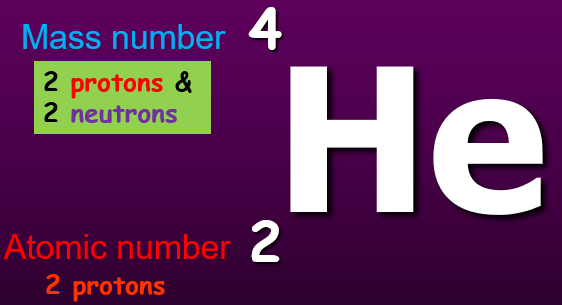 Mass number 4
2 protons &
2 neutrons
He
Atomic number 2
2 protons